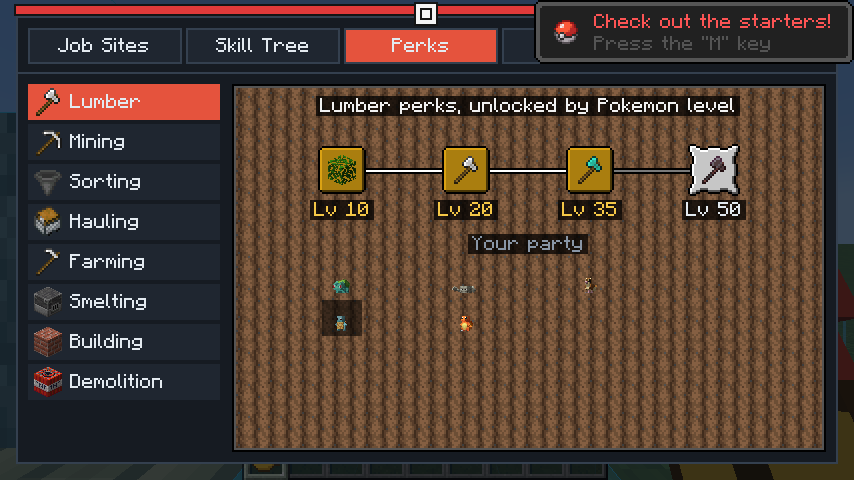 Check out the starters!
Press the "M" key
Job Sites
Skill Tree
Perks
Lumber
Mining
Sorting
Hauling
Farming
Smelting
Building
Demolition
Lumber perks, unlocked by Pokemon level
Lv 10
Lv 20
Lv 35
Lv 50
Your party